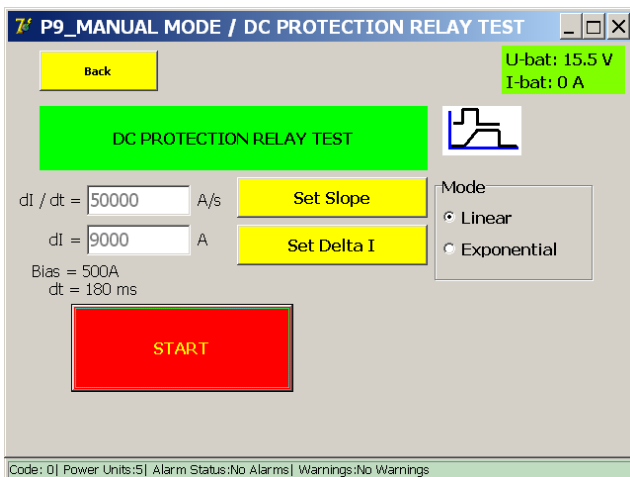 P9_MANUAL MODE / DC PROTECTION RELAY TEST
Back
U-bat: 15.5 V
I-bat: 0 A
DC PROTECTION RELAY TEST
dI / dt = 50000 A/s
Set Slope
dI = 9000 A
Set Delta I
Bias = 500A
dt = 180 ms
Mode
Linear
Exponential
START
Code: 0| Power Units:5| Alarm Status:No Alarms| Warnings:No Warnings